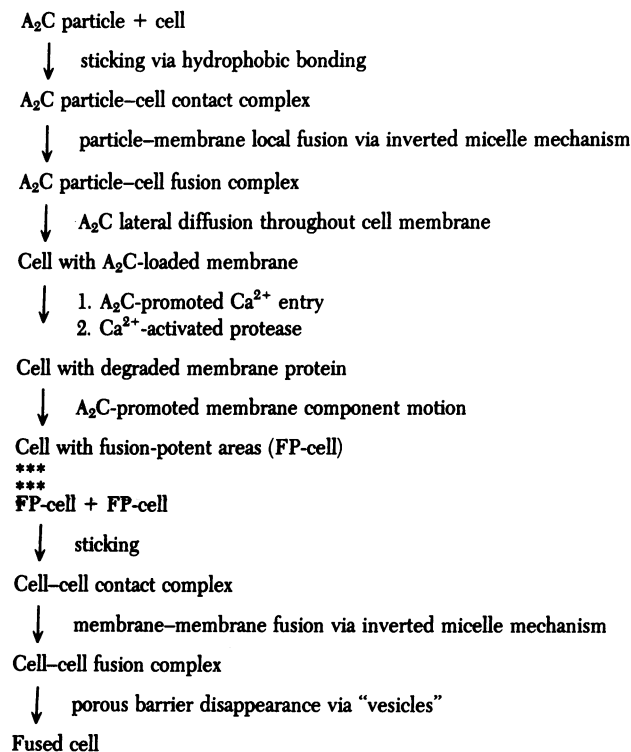 A₂C particle + cell
sticking via hydrophobic bonding
A₂C particle–cell contact complex
particle–membrane local fusion via inverted micelle mechanism
A₂C particle–cell fusion complex
A₂C lateral diffusion throughout cell membrane
Cell with A₂C-loaded membrane
1. A₂C-promoted Ca²⁺ entry
2. Ca²⁺-activated protease
Cell with degraded membrane protein
A₂C-promoted membrane component motion
Cell with fusion-potent areas (FP-cell)
***
***
FP-cell + FP-cell
sticking
Cell–cell contact complex
membrane–membrane fusion via inverted micelle mechanism
Cell–cell fusion complex
porous barrier disappearance via “vesicles”
Fused cell